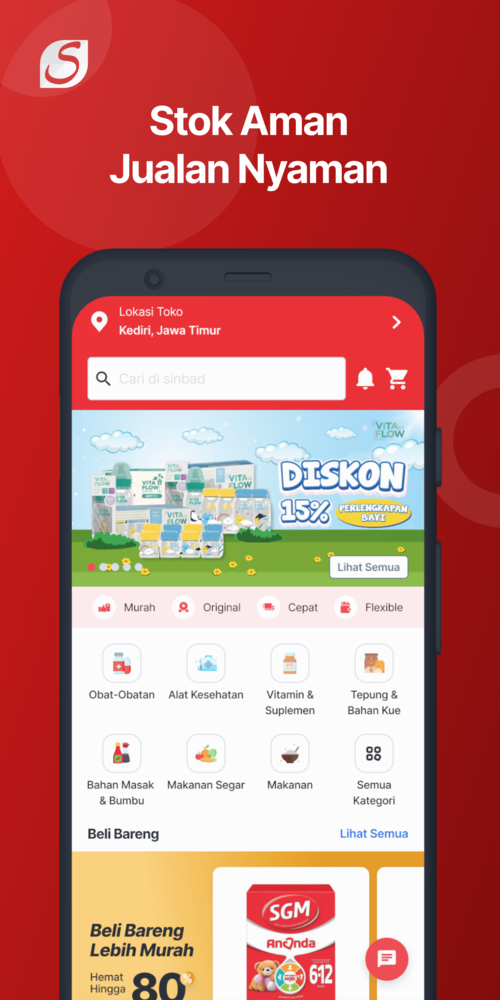 S
Stok Aman
Jualan Nyaman
Lokasi Toko
Kediri, Jawa Timur
Cari di sinbad
VITA
FLOW
VITA
FLOW
DISKON
15% PERLENGKAPAN
BAYI
Lihat Semua
Murah Original Cepat Flexible
Obat-Obatan Alat Kesehatan Vitamin &
Suplemen Tepung &
Bahan Kue
Bahan Masak
& Bumbu Makanan Segar Makanan Semua
Kategori
Beli Bareng Lihat Semua
Beli Bareng
Lebih Murah
Hemat
Hingga 80%
SGM
Ananda
6-12